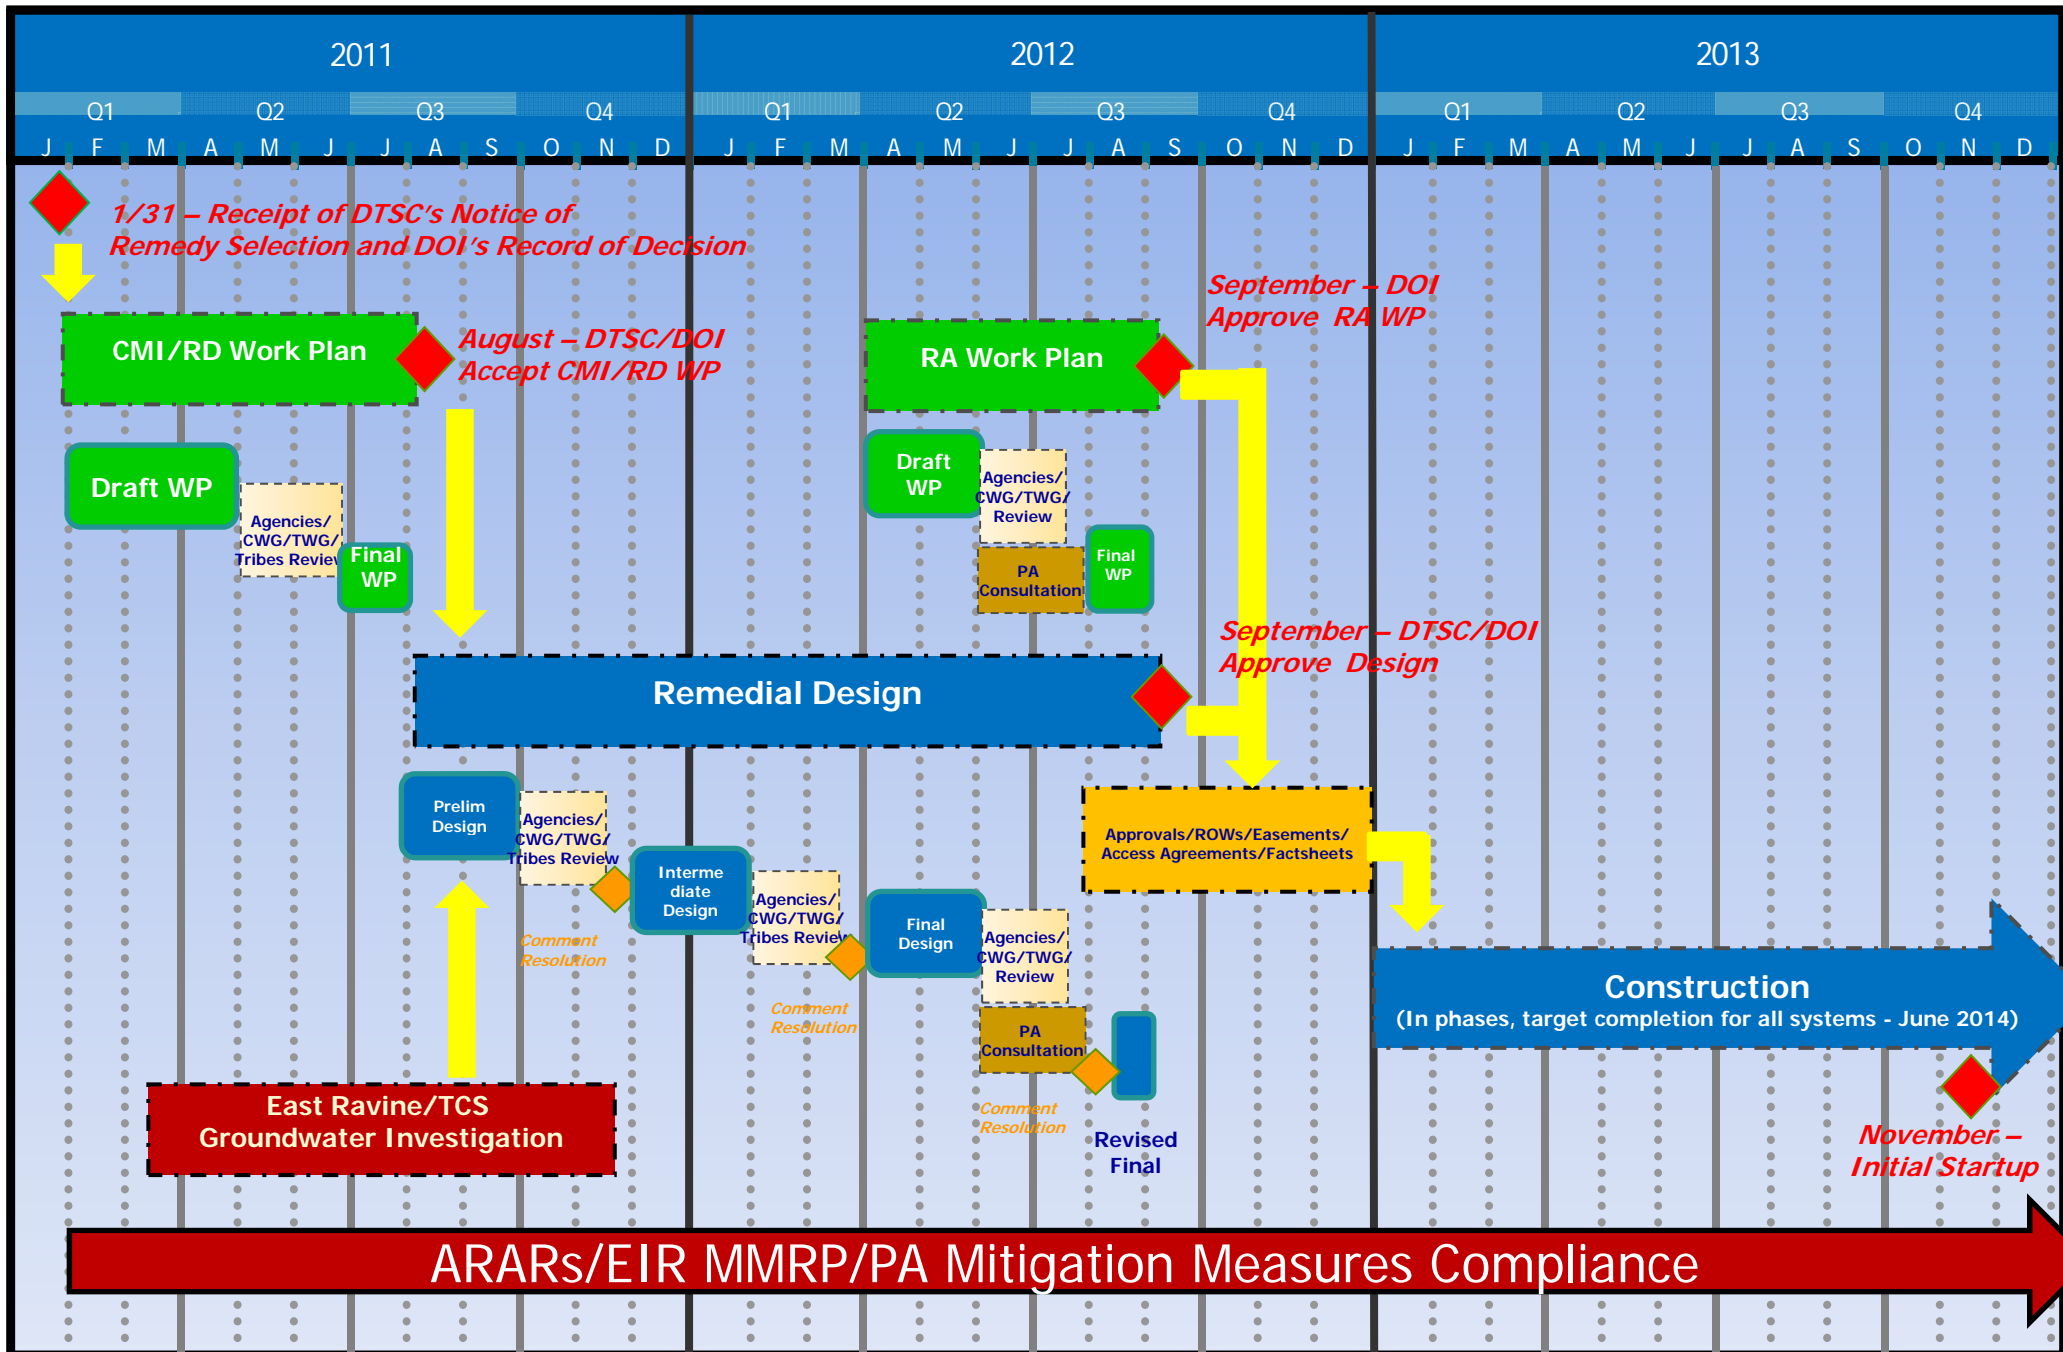 2011
2012
2013
Q1 Q2 Q3 Q4 Q1 Q2 Q3 Q4 Q1 Q2 Q3 Q4
J F M A M J J A S O N D J F M A M J J A S O N D J F M A M J J A S O N D
1/31 – Receipt of DTSC's Notice of
Remedy Selection and DOI's Record of Decision
September – DOI
Approve RA WP
CMI/RD Work Plan
August – DTSC/DOI
Accept CMI/RD WP
RA Work Plan
Draft WP
Agencies/
CWG/TWG/
Tribes Review
Final
WP
Draft
WP
Agencies/
CWG/TWG/
Review
PA
Consultation
Final
WP
September – DTSC/DOI
Approve Design
Remedial Design
Prelim
Design
Agencies/
CWG/TWG/
Tribes Review
Comment
Resolution
Interme
diate
Design
Agencies/
CWG/TWG/
Tribes Review
Comment
Resolution
Final
Design
Agencies/
CWG/TWG/
Review
PA
Consultation
Comment
Resolution
Revised
Final
Approvals/ROWs/Easements/
Access Agreements/Factsheets
Construction
(In phases, target completion for all systems - June 2014)
November –
Initial Startup
East Ravine/TCS
Groundwater Investigation
ARARs/EIR MMRP/PA Mitigation Measures Compliance